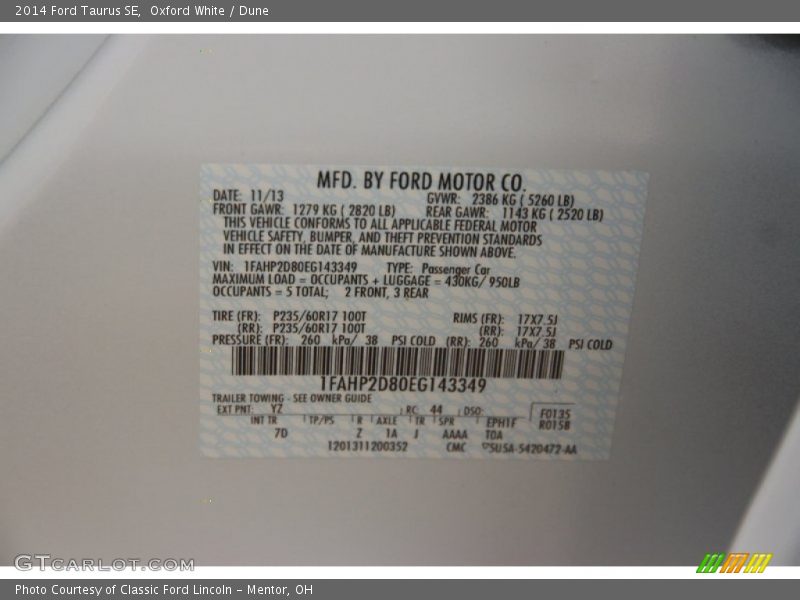 2014 Ford Taurus SE, Oxford White / Dune
MFD. BY FORD MOTOR CO.
DATE: 11/13 GVWR: 2386 KG ( 5260 LB)
FRONT GAWR: 1279 KG ( 2820 LB) REAR GAWR: 1143 KG ( 2520 LB)
THIS VEHICLE CONFORMS TO ALL APPLICABLE FEDERAL MOTOR
VEHICLE SAFETY, BUMPER, AND THEFT PREVENTION STANDARDS
IN EFFECT ON THE DATE OF MANUFACTURE SHOWN ABOVE.
VIN: 1FAHP2D80EG143349 TYPE: Passenger Car
MAXIMUM LOAD = OCCUPANTS + LUGGAGE = 430KG/ 950LB
OCCUPANTS = 5 TOTAL; 2 FRONT, 3 REAR
TIRE (FR): P235/60R17 100T RIMS (FR): 17X7.5J
(RR): P235/60R17 100T (RR): 17X7.5J
PRESSURE (FR): 260 kPa/ 38 PSI COLD (RR): 260 kPa/ 38 PSI COLD
1FAHP2D80EG143349
TRAILER TOWING - SEE OWNER GUIDE
EXT PNT: YZ RC: 44 DSO: F0135
INT TR TP/PS R AXLE TR SPR EPH1F R0158
7D Z 1A J AAAA TOA
1201311200352 CMC 5U5A-5420472-AA
GTCARLOT.COM
Photo Courtesy of Classic Ford Lincoln - Mentor, OH